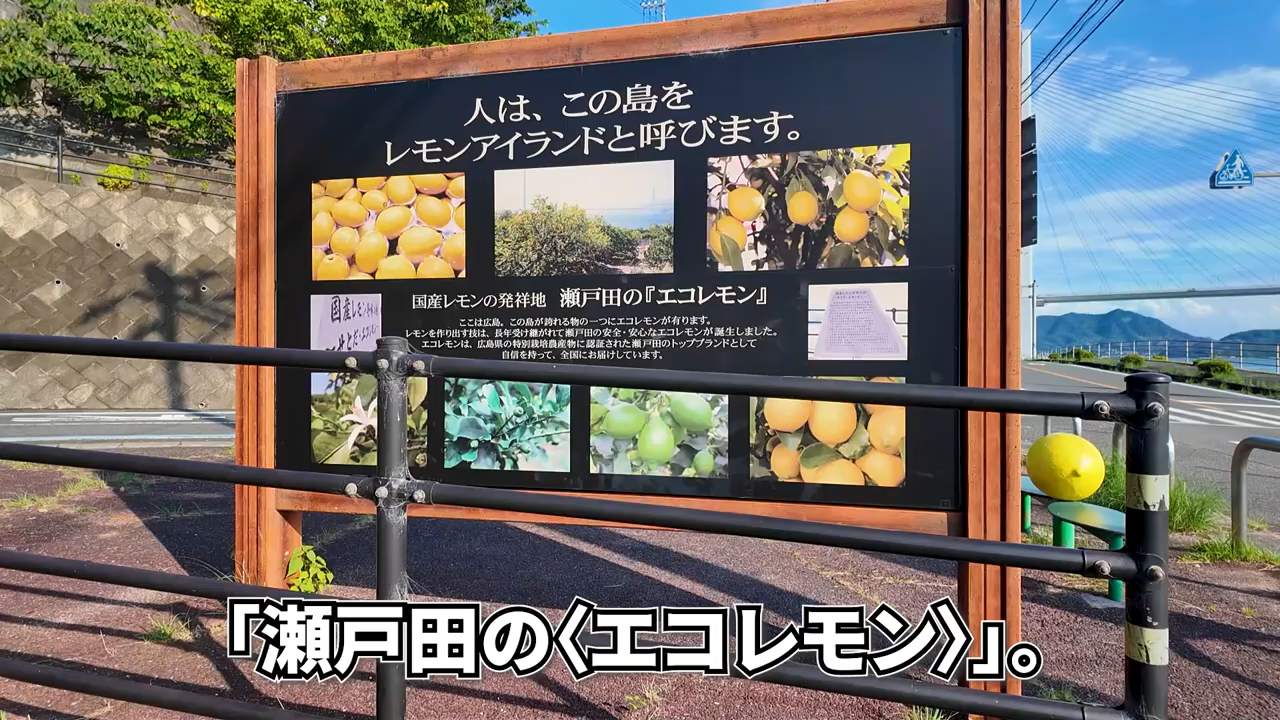 人は、この島を
レモンアイランドと呼びます。
国産レモンの発祥地 瀬戸田の『エコレモン』
ここは広島。この島が誇れる物の一つにエコレモンが有ります。
レモンを作り出す技は、長年受け継がれて瀬戸田の安全・安心なエコレモンが誕生しました。
エコレモンは、広島県の特別栽培農産物に認証された瀬戸田のトップブランドとして
自信を持って、全国にお届けしています。
国産レモン
「瀬戸田の〈エコレモン〉」。